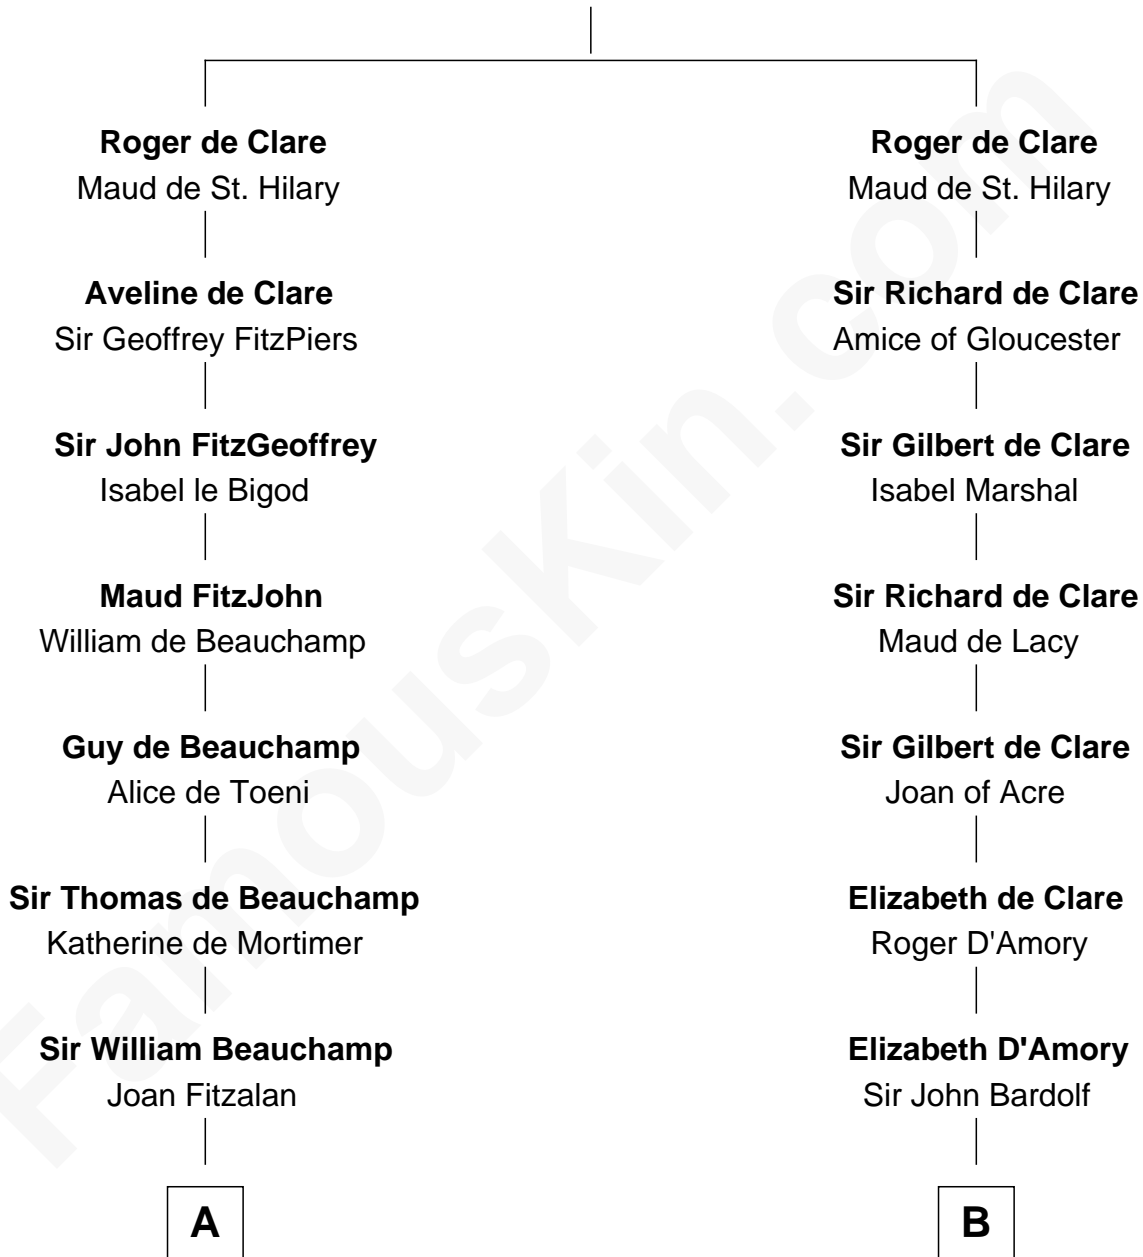 Roger de Clare
Maud de St. Hilary
Aveline de Clare
Sir Geoffrey FitzPiers
Sir John FitzGeoffrey
Isabel le Bigod
Maud FitzJohn
William de Beauchamp
Guy de Beauchamp
Alice de Toeni
Sir Thomas de Beauchamp
Katherine de Mortimer
Sir William Beauchamp
Joan Fitzalan
A
Roger de Clare
Maud de St. Hilary
Sir Richard de Clare
Amice of Gloucester
Sir Gilbert de Clare
Isabel Marshal
Sir Richard de Clare
Maud de Lacy
Sir Gilbert de Clare
Joan of Acre
Elizabeth de Clare
Roger D'Amory
Elizabeth D'Amory
Sir John Bardolf
B
FamousKin.com